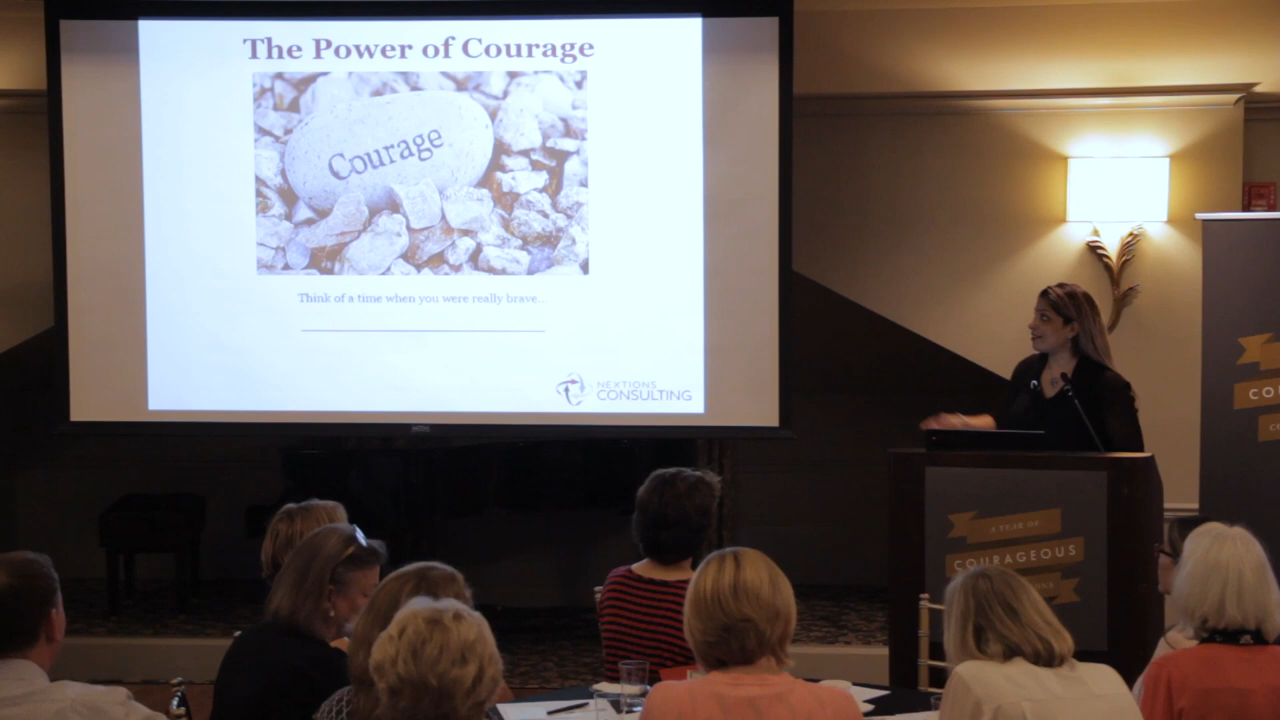 The Power of Courage
Courage
Think of a time when you were really brave...
NEXTIONS
CONSULTING
A YEAR OF
COURAGEOUS